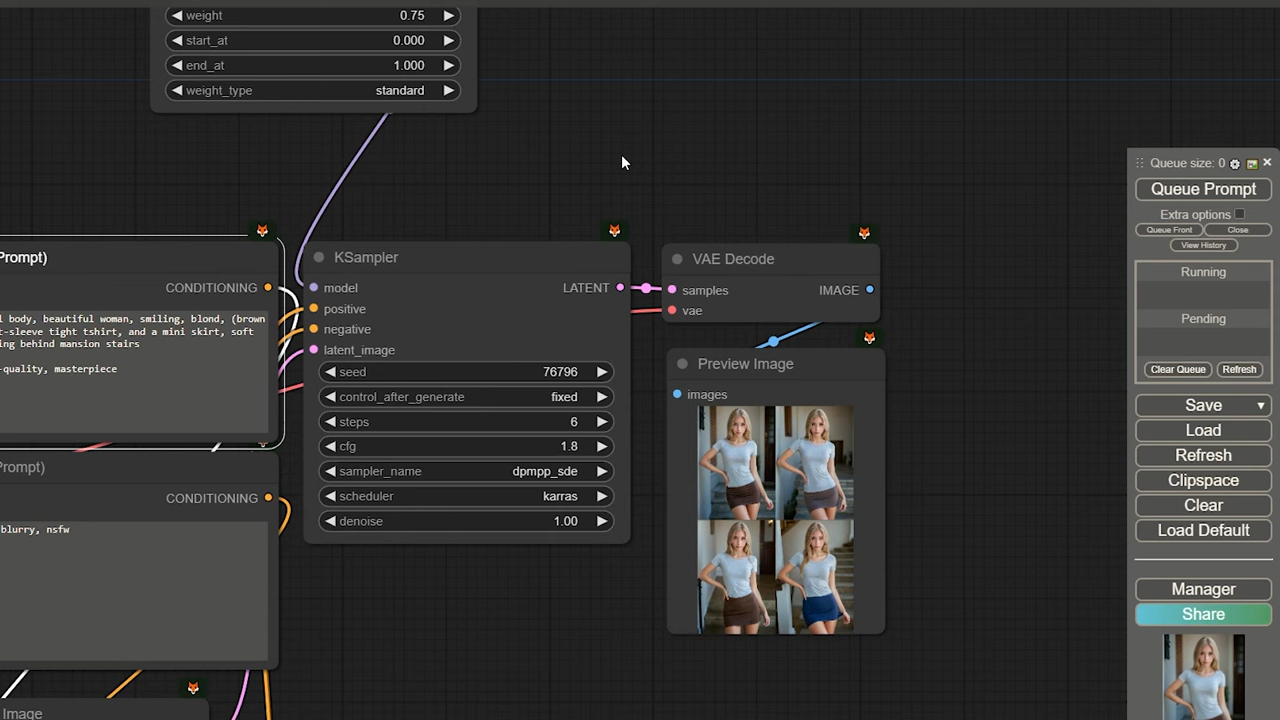 weight 0.75
start_at 0.000
end_at 1.000
weight_type standard
Prompt)
CONDITIONING
l body, beautiful woman, smiling, blond, (brown
t-sleeve tight tshirt, and a mini skirt, soft
ing behind mansion stairs
-quality, masterpiece
Prompt)
CONDITIONING
blurry, nsfw
Image
KSampler
model LATENT
positive
negative
latent_image
seed 76796
control_after_generate fixed
steps 6
cfg 1.8
sampler_name dpmpp_sde
scheduler karras
denoise 1.00
VAE Decode
samples IMAGE
vae
Preview Image
images
Queue size: 0
Queue Prompt
Extra options
Queue Front Close
View History
Running
Pending
Clear Queue Refresh
Save
Load
Refresh
Clipspace
Clear
Load Default
Manager
Share